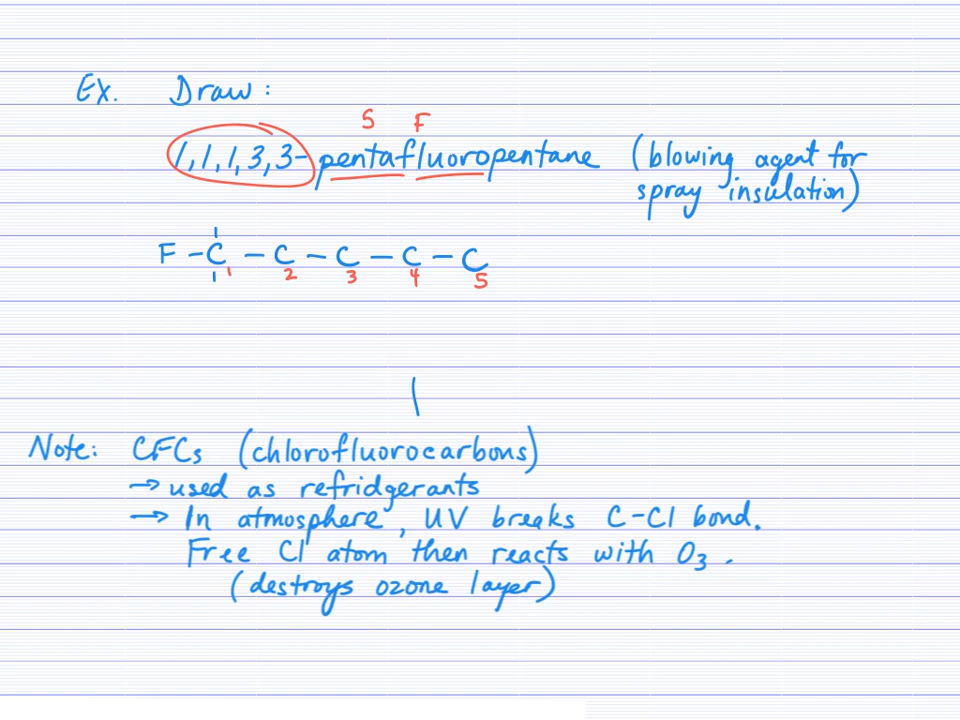 Ex. Draw:
5 F
1,1,1,3,3-pentafluoropentane (blowing agent for
spray insulation)
F-C-C-C-C-C
1 2 3 4 5
Note: CFCs (chlorofluorocarbons)
→ used as refridgerants
→ In atmosphere, UV breaks C-Cl bond.
Free Cl atom then reacts with O3.
(destroys ozone layer)